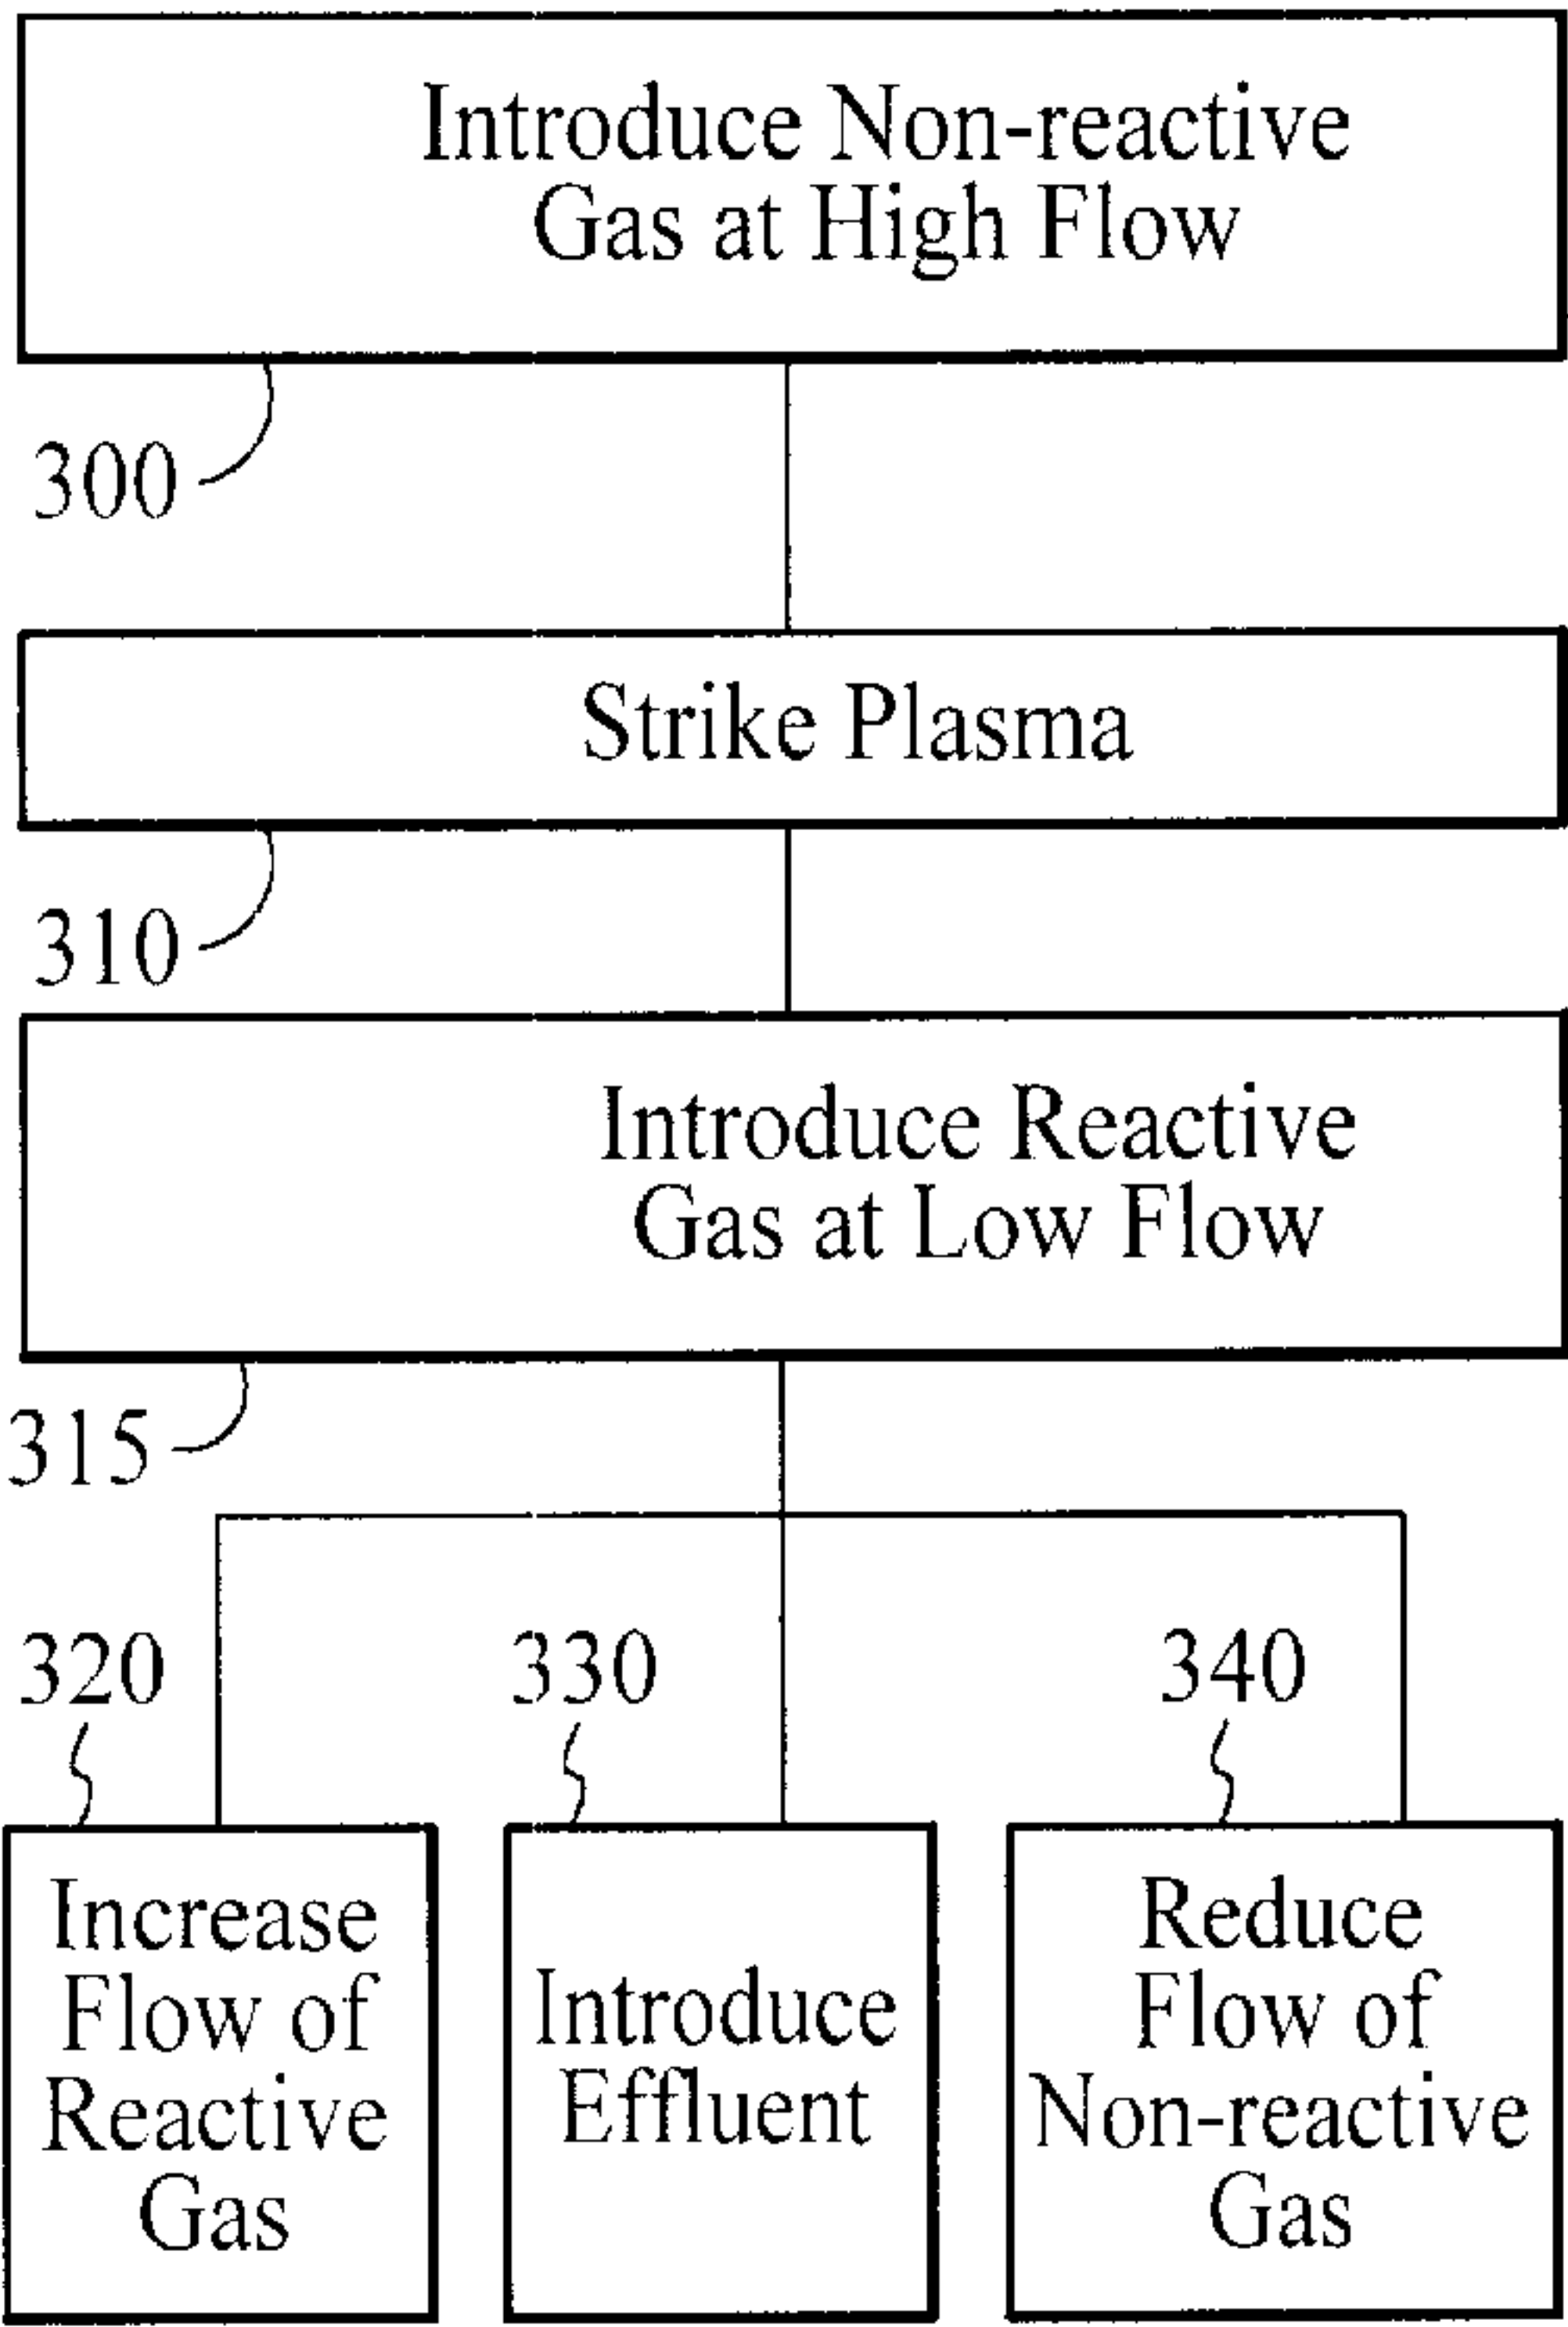 Introduce Non-reactive
Gas at High Flow
300
Strike Plasma
310
Introduce Reactive
Gas at Low Flow
315
320
330
340
Increase
Flow of
Reactive
Gas
Introduce
Effluent
Reduce
Flow of
Non-reactive
Gas